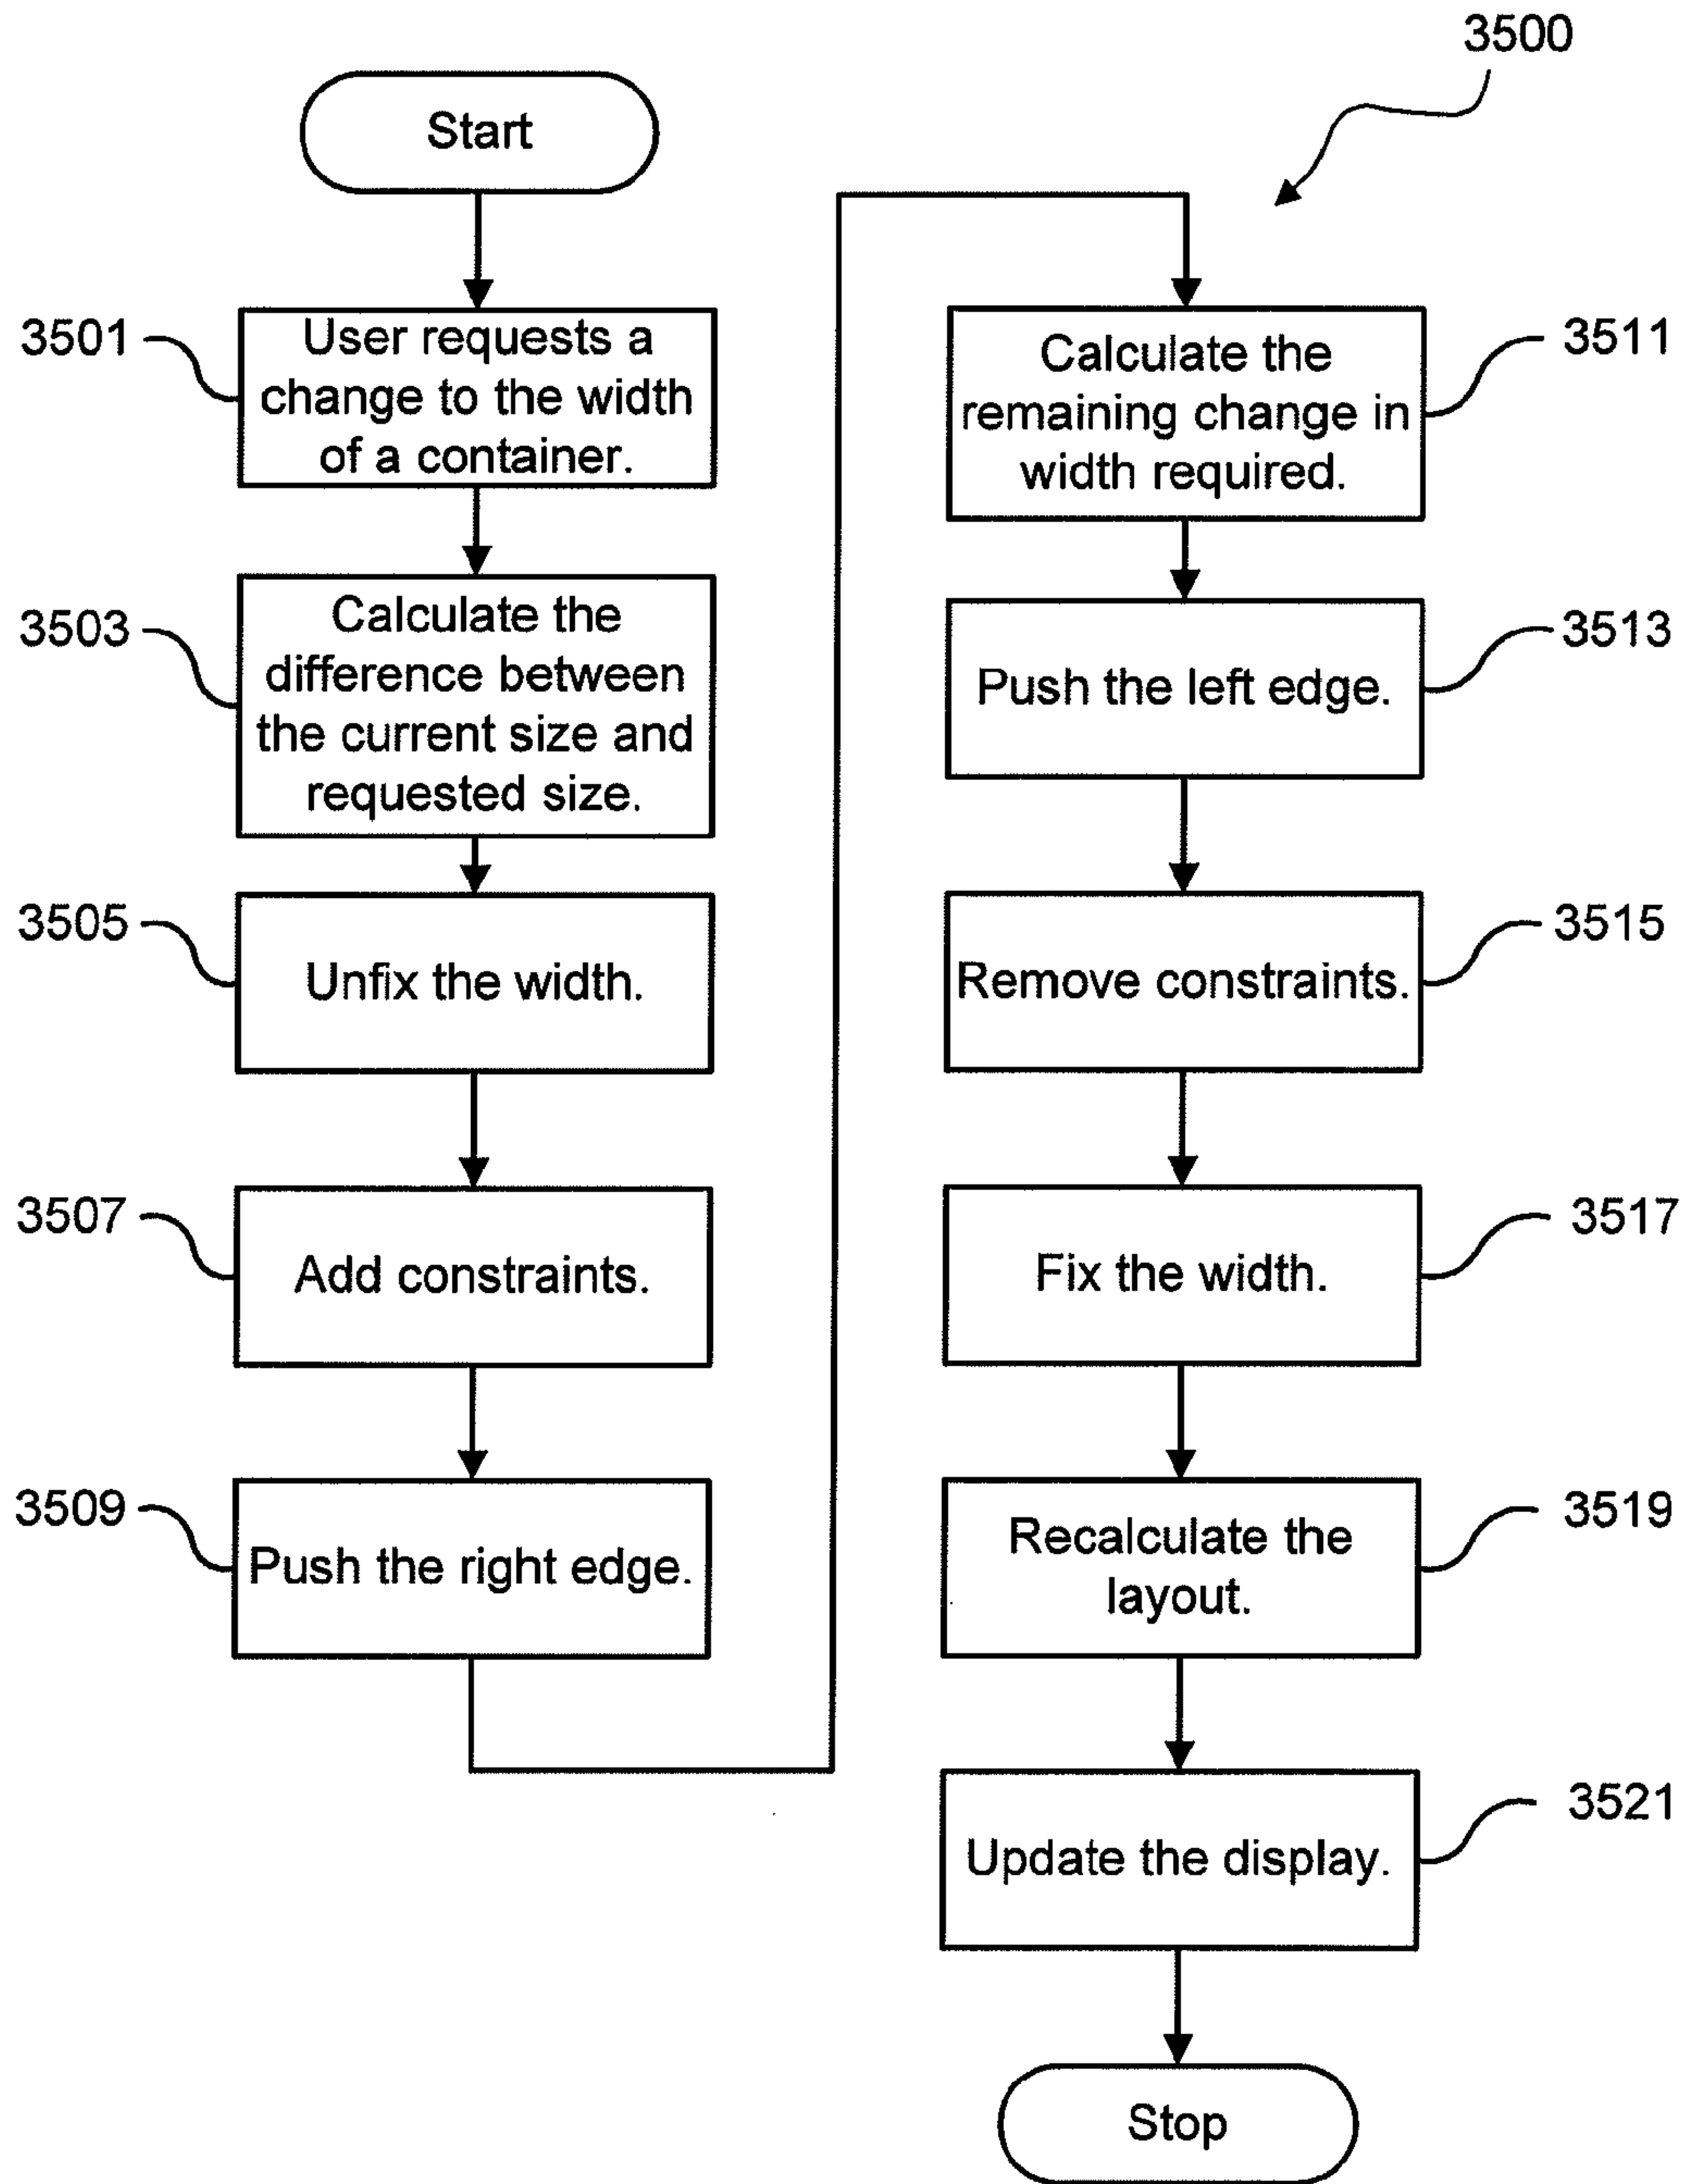 3500
Start
3501
User requests a
change to the width
of a container.
3503
Calculate the
difference between
the current size and
requested size.
3505
Unfix the width.
3507
Add constraints.
3509
Push the right edge.
3511
Calculate the
remaining change in
width required.
3513
Push the left edge.
3515
Remove constraints.
3517
Fix the width.
3519
Recalculate the
layout.
3521
Update the display.
Stop